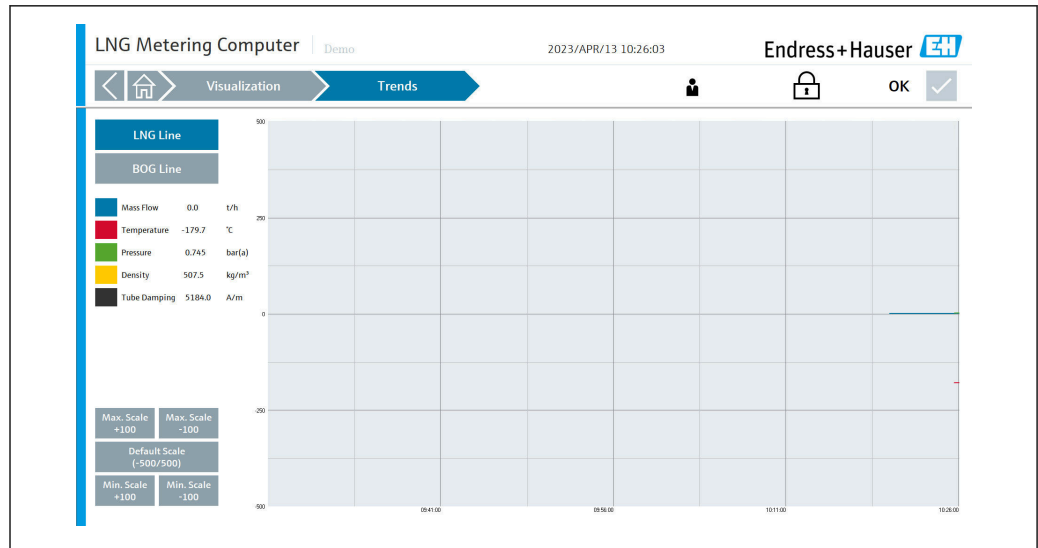 LNG Metering Computer
Demo
2023/APR/13 10:26:03
Endress+Hauser EH
Visualization
Trends
OK
LNG Line
BOG Line
Mass Flow 0.0 t/h
Temperature -179.7 °C
Pressure 0.745 bar(a)
Density 507.5 kg/m³
Tube Damping 5184.0 A/m
Max. Scale
+100
Max. Scale
-100
Default Scale
(-500/500)
Min. Scale
+100
Min. Scale
-100
500
250
0
-250
-500
09:41:00
09:56:00
10:11:00
10:26:00